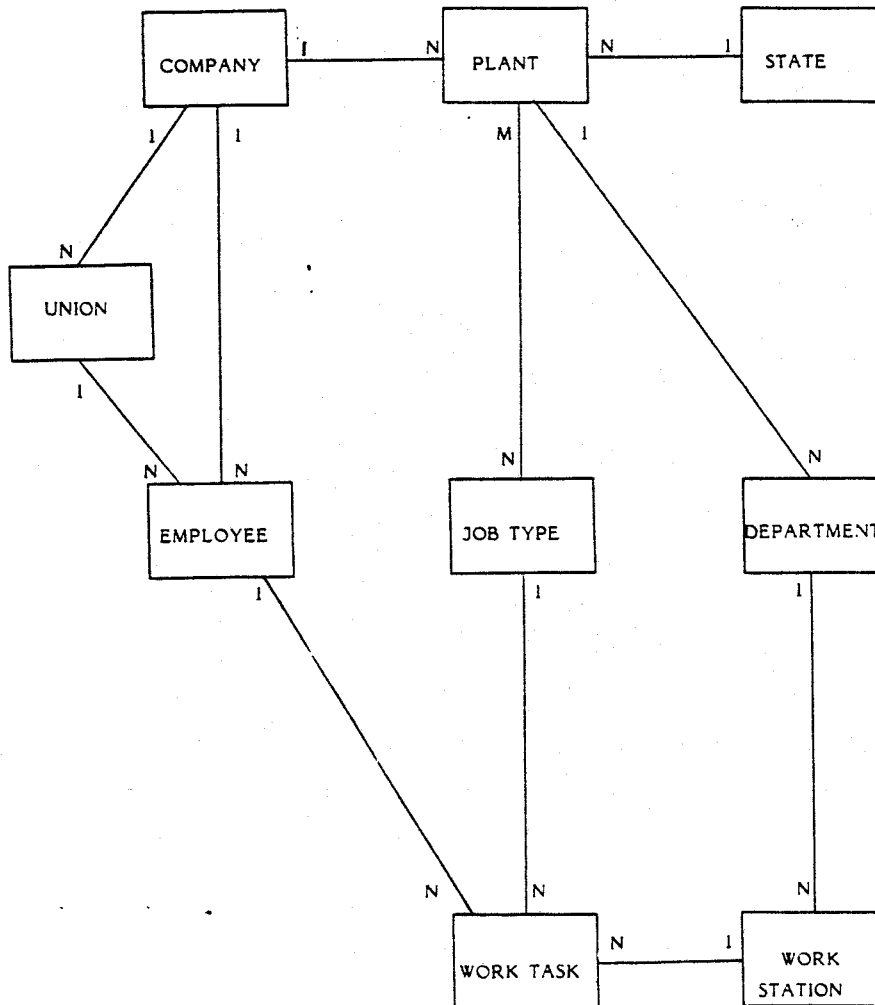 COMPANY 1 N PLANT N 1 STATE
1 1 M 1
N
UNION
1
N N N N
EMPLOYEE JOB TYPE DEPARTMENT
1 1 1
N N N
WORK TASK N 1 WORK
STATION